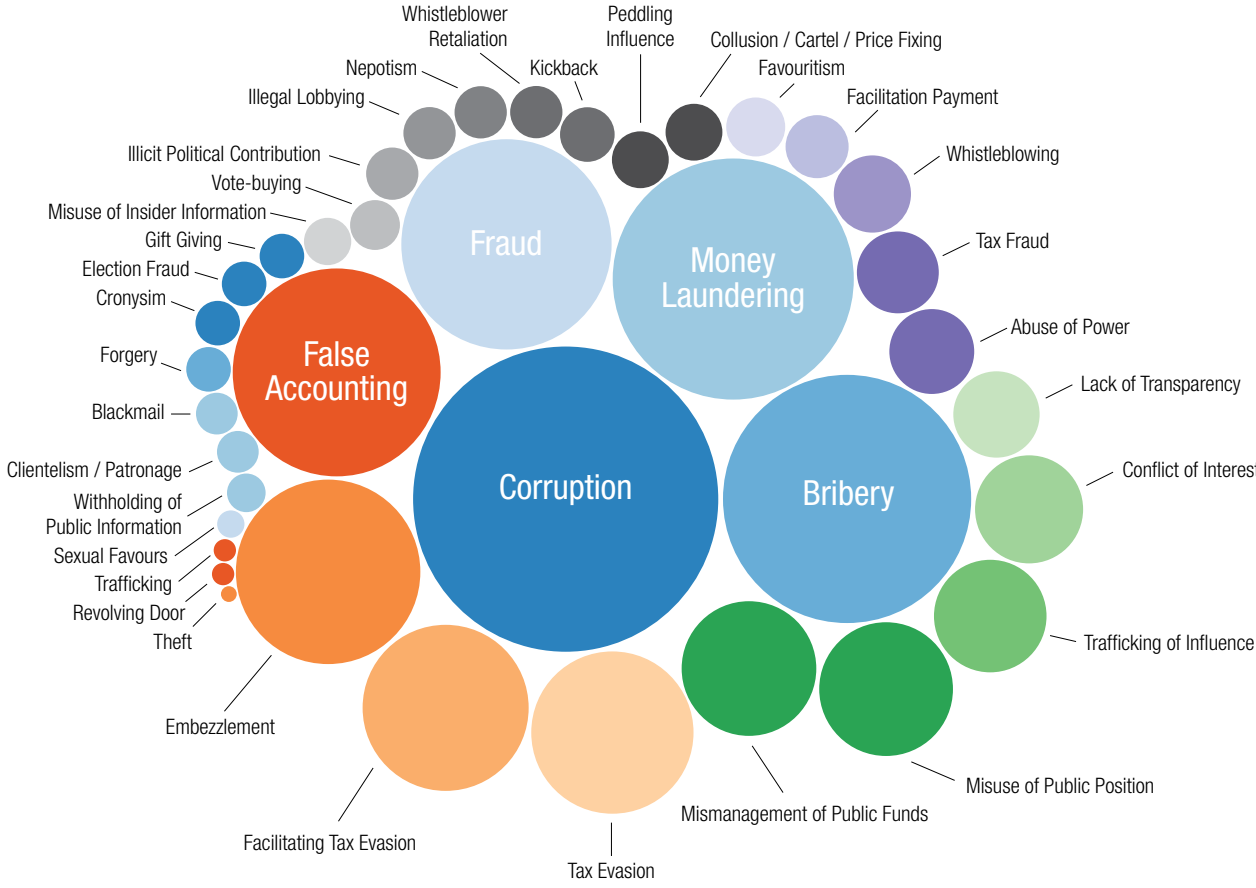 Whistleblower
Retaliation
Peddling
Influence
Collusion / Cartel / Price Fixing
Nepotism
Kickback
Favouritism
Illegal Lobbying
Facilitation Payment
Illicit Political Contribution
Whistleblowing
Vote-buying
Misuse of Insider Information
Gift Giving
Tax Fraud
Election Fraud
Cronysim
Fraud
Money
Laundering
Abuse of Power
Forgery
False
Accounting
Lack of Transparency
Blackmail
Clientelism / Patronage
Conflict of Interest
Withholding of
Public Information
Corruption
Bribery
Sexual Favours
Trafficking
Revolving Door
Theft
Trafficking of Influence
Embezzlement
Misuse of Public Position
Mismanagement of Public Funds
Facilitating Tax Evasion
Tax Evasion